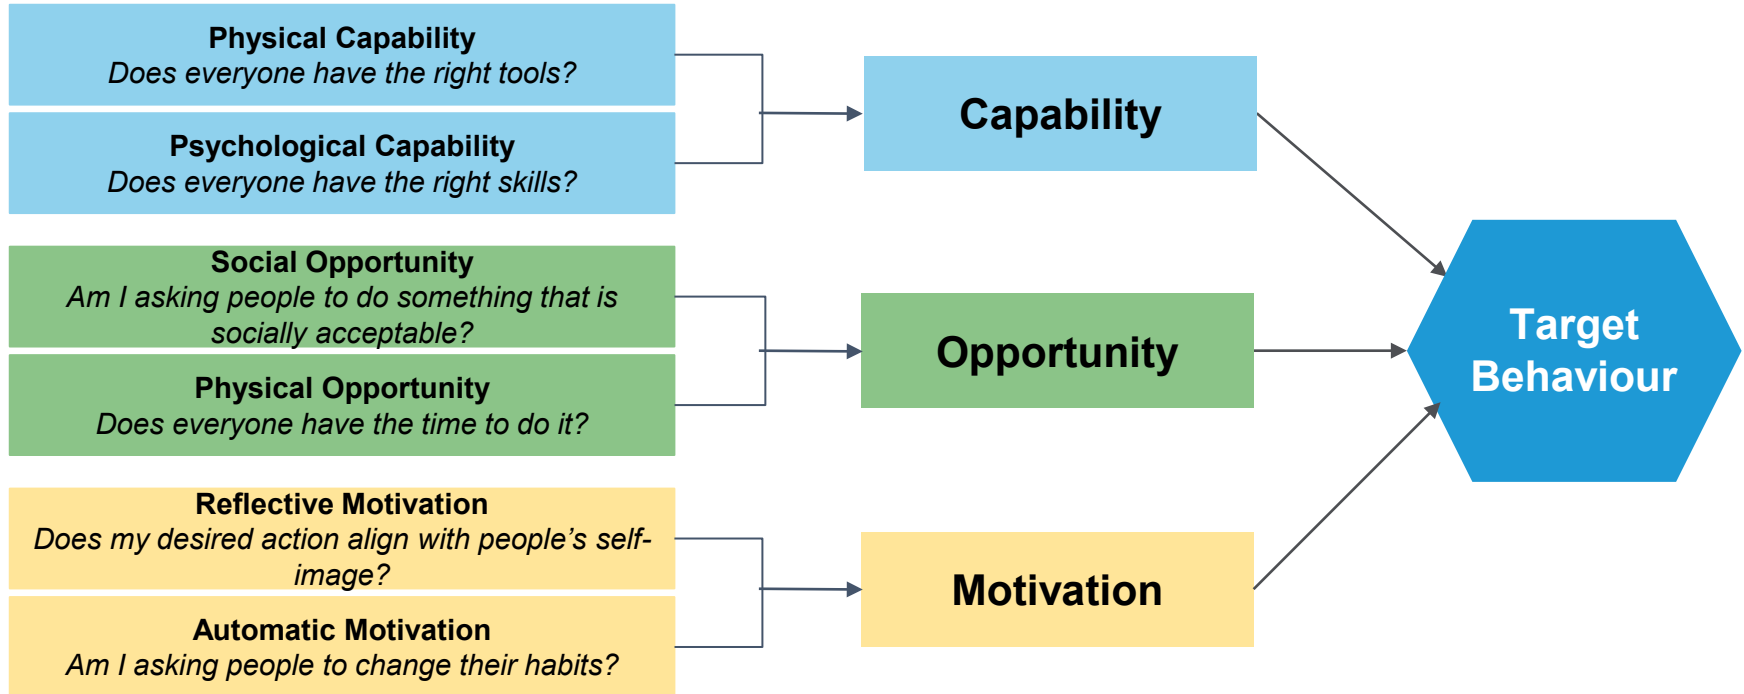 Physical Capability
Does everyone have the right tools?
Psychological Capability
Does everyone have the right skills?
Capability
Social Opportunity
Am I asking people to do something that is
socially acceptable?
Physical Opportunity
Does everyone have the time to do it?
Opportunity
Reflective Motivation
Does my desired action align with people’s self-
image?
Automatic Motivation
Am I asking people to change their habits?
Motivation
Target
Behaviour